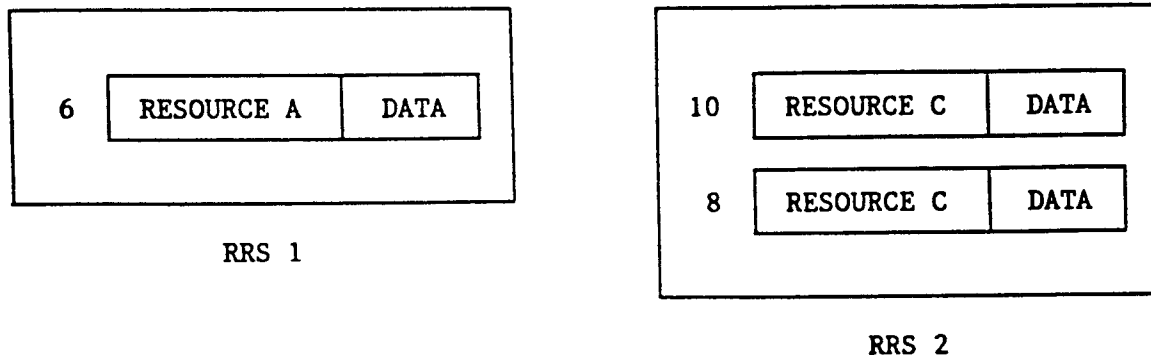 6 RESOURCE A DATA
RRS 1
10 RESOURCE C DATA
8 RESOURCE C DATA
RRS 2